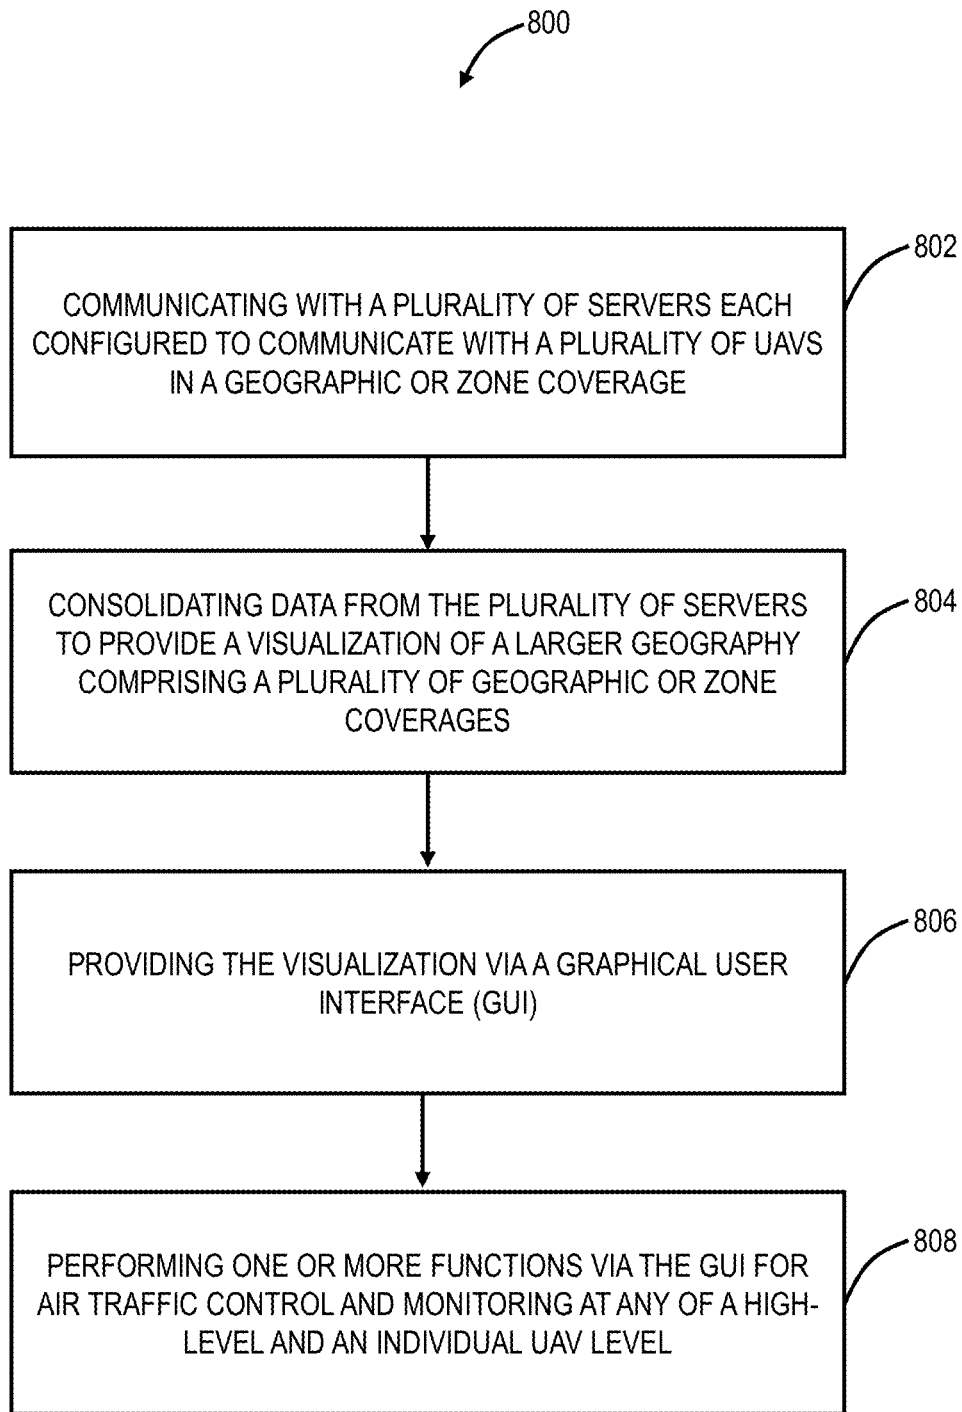 800
802
COMMUNICATING WITH A PLURALITY OF SERVERS EACH
CONFIGURED TO COMMUNICATE WITH A PLURALITY OF UAVS
IN A GEOGRAPHIC OR ZONE COVERAGE
804
CONSOLIDATING DATA FROM THE PLURALITY OF SERVERS
TO PROVIDE A VISUALIZATION OF A LARGER GEOGRAPHY
COMPRISING A PLURALITY OF GEOGRAPHIC OR ZONE
COVERAGES
806
PROVIDING THE VISUALIZATION VIA A GRAPHICAL USER
INTERFACE (GUI)
808
PERFORMING ONE OR MORE FUNCTIONS VIA THE GUI FOR
AIR TRAFFIC CONTROL AND MONITORING AT ANY OF A HIGH-
LEVEL AND AN INDIVIDUAL UAV LEVEL